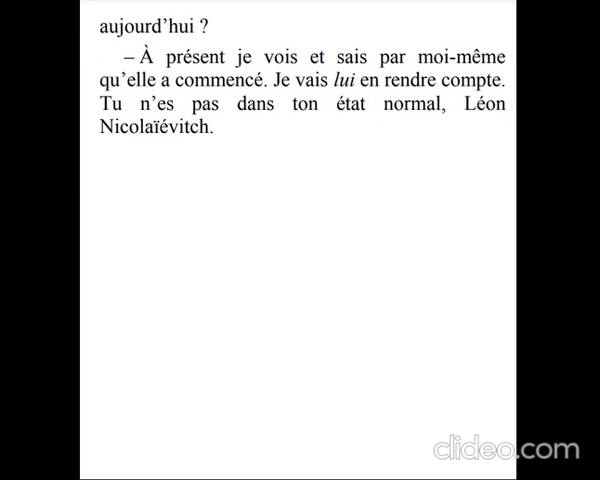 aujourd’hui ?
– À présent je vois et sais par moi-même
qu’elle a commencé. Je vais lui en rendre compte.
Tu n’es pas dans ton état normal, Léon
Nicolaïévitch.
clideo.com